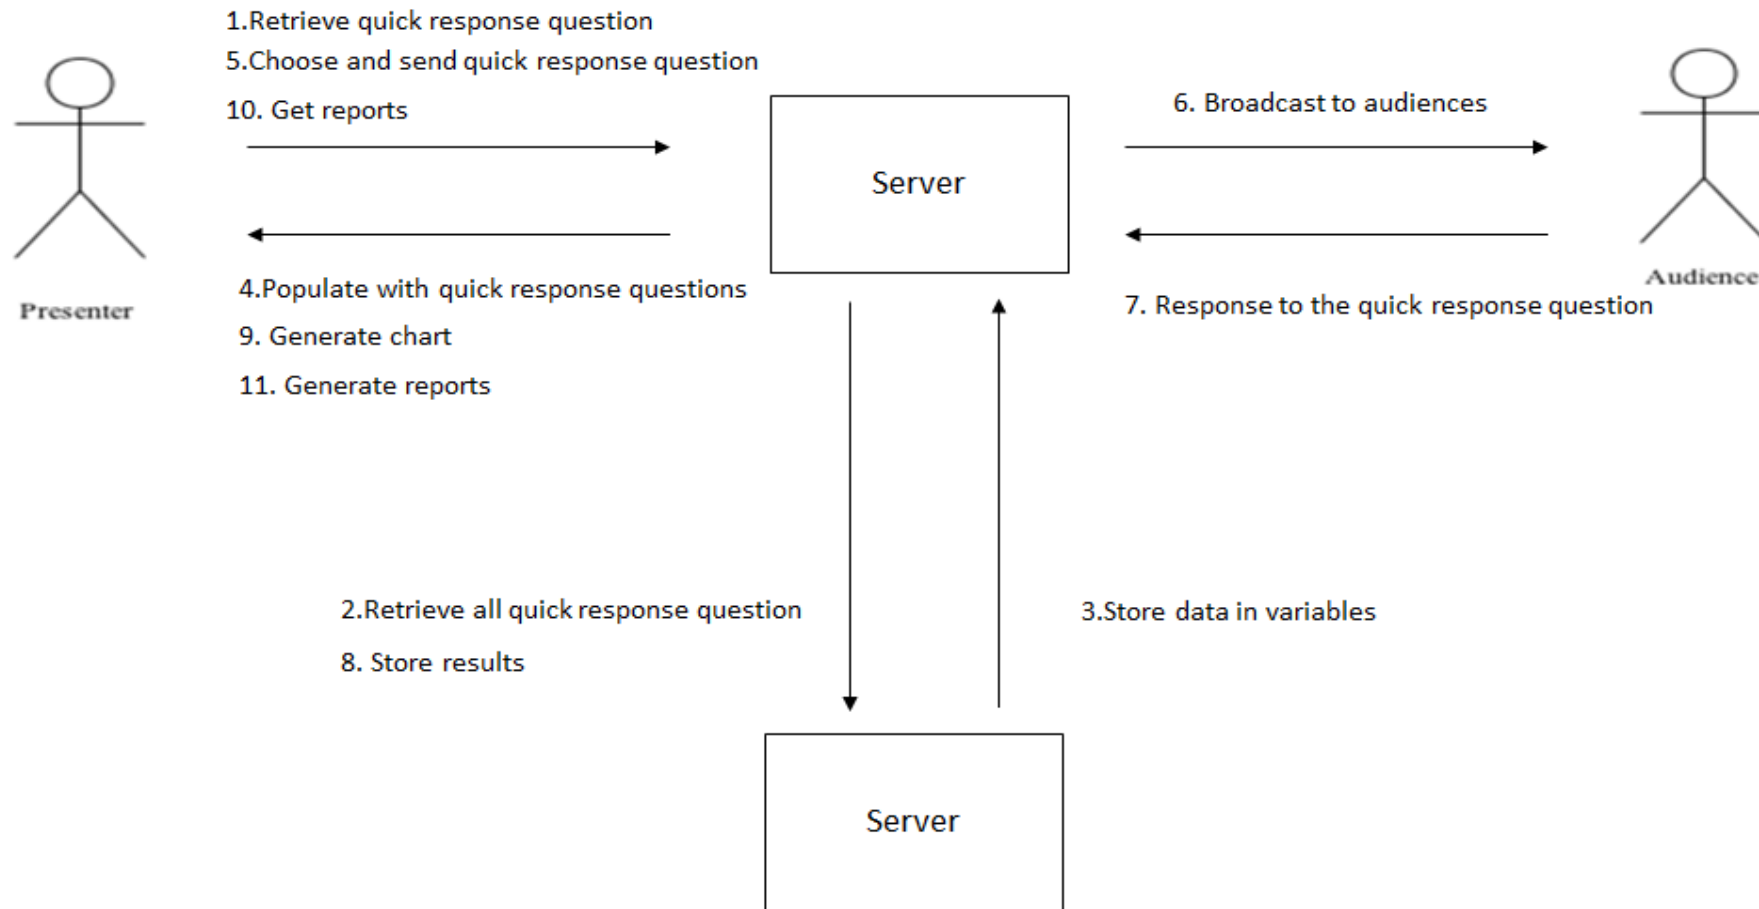 1.Retrieve quick response question
5.Choose and send quick response question
10. Get reports
6. Broadcast to audiences
Server
Presenter
Audience
4.Populate with quick response questions
9. Generate chart
11. Generate reports
7. Response to the quick response question
2.Retrieve all quick response question
8. Store results
3.Store data in variables
Server